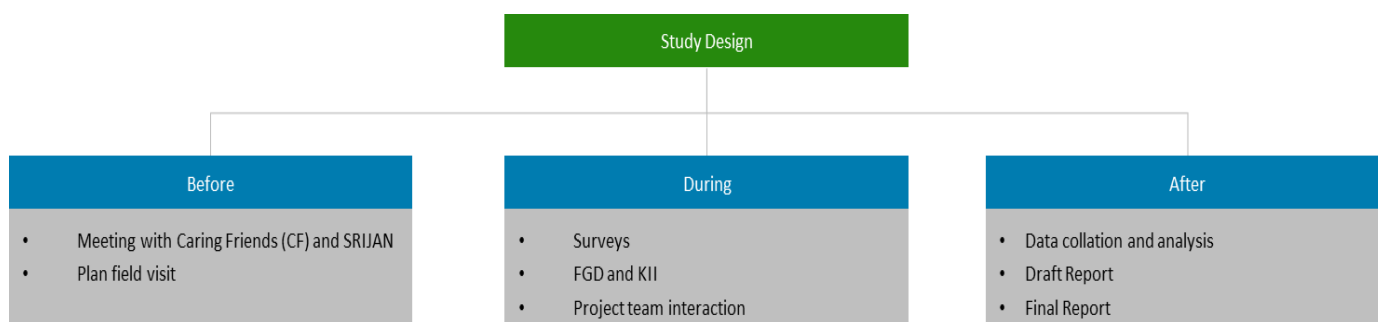 Study Design
Before
• Meeting with Caring Friends (CF) and SRIJAN
• Plan field visit
During
• Surveys
• FGD and KII
• Project team interaction
After
• Data collation and analysis
• Draft Report
• Final Report